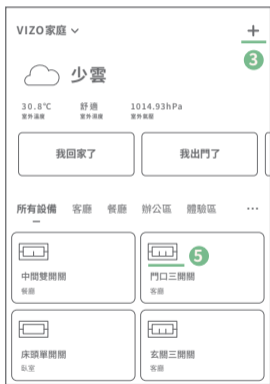 VIZO家庭
+
3
少雲
30.8°C 舒適 1014.93hPa
室外溫度 室外濕度 室外氣壓
我回家了 我出門了
所有設備 客廳 餐廳 辦公區 體驗區 ...
5
中間雙開關 門口三開關
餐廳 客廳
床頭單開關 玄關三開關
臥室 客廳